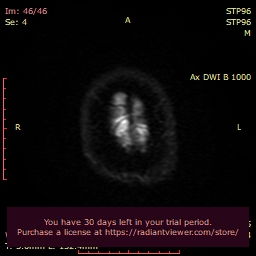 Im: 46/46
Se: 4
A
STP96
STP96
M
Ax DWI B 1000
R
L
You have 30 days left in your trial period.
Purchase a license at https://radiantviewer.com/store/